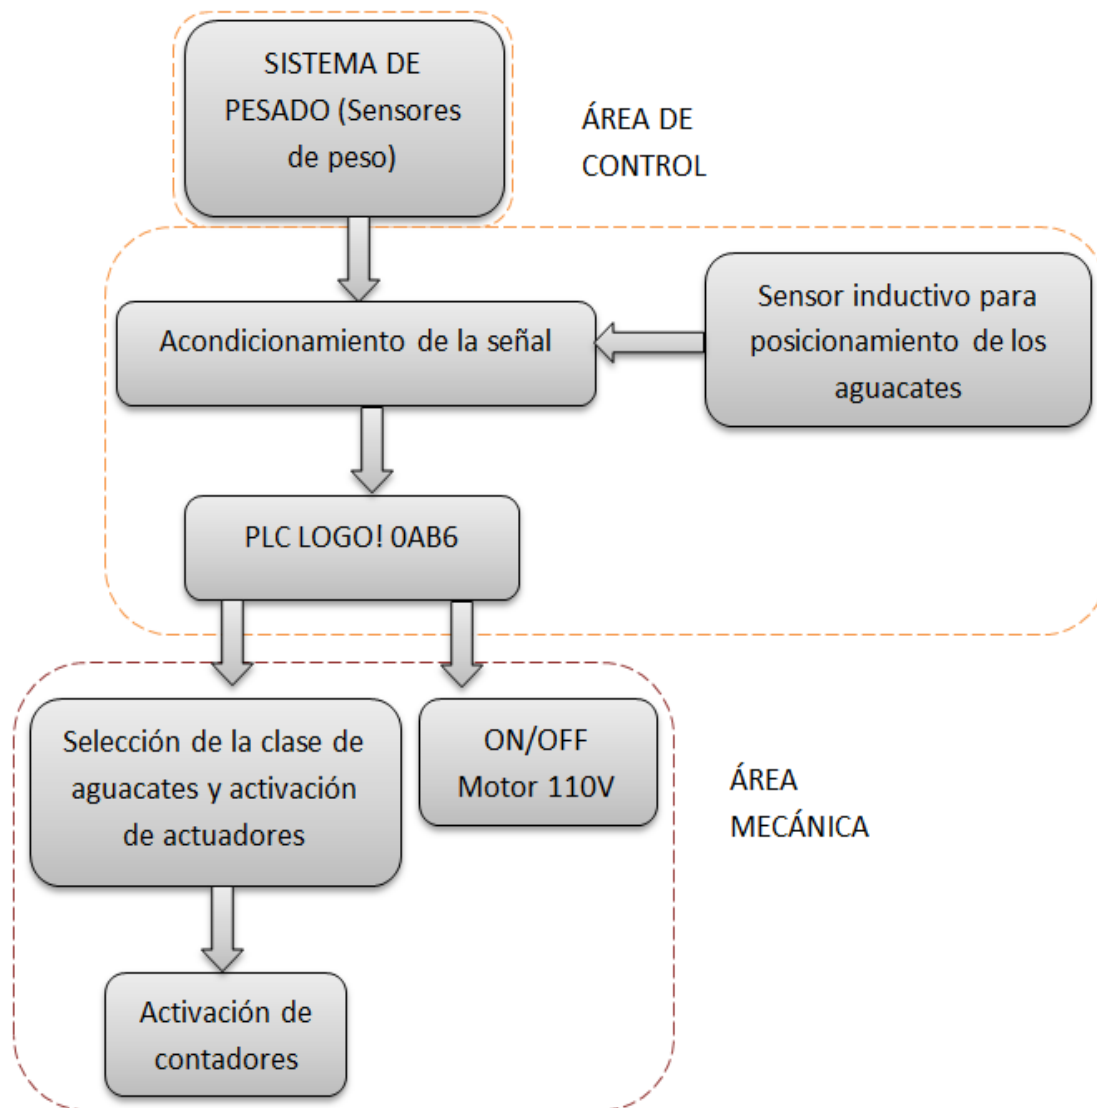 SISTEMA DE
PESADO (Sensores
de peso)
ÁREA DE
CONTROL
Sensor inductivo para
posicionamiento de los
aguacates
Acondicionamiento de la señal
PLC LOGO! 0AB6
Selección de la clase de
aguacates y activación
de actuadores
ON/OFF
Motor 110V
ÁREA
MECÁNICA
Activación de
contadores